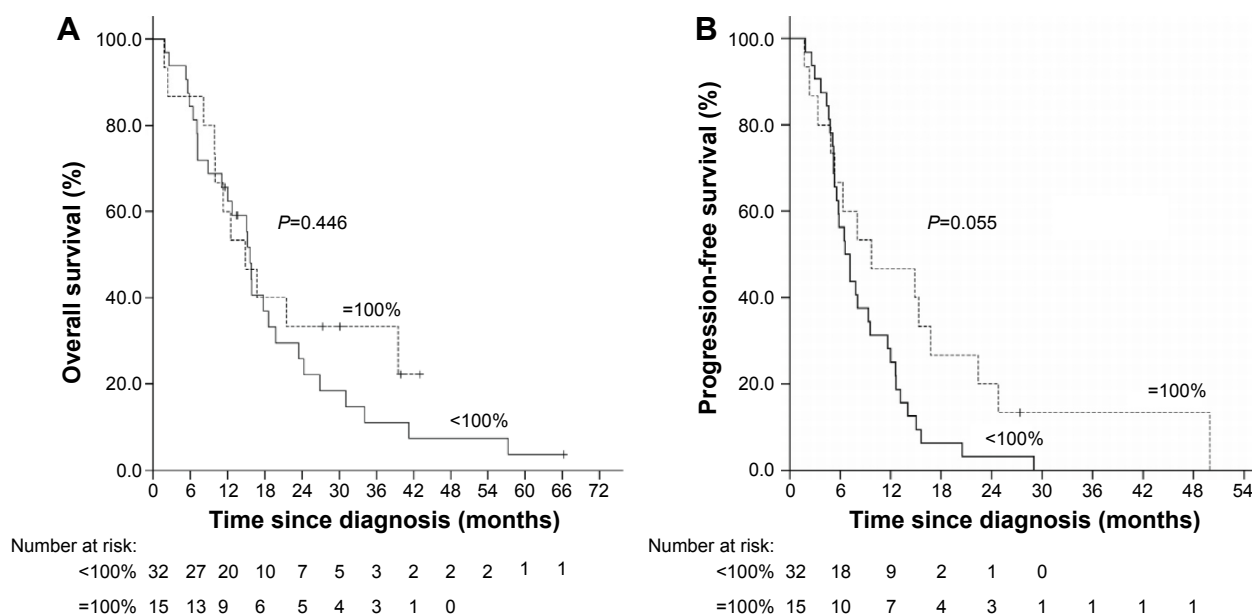 A
Overall survival (%)
100.0
80.0
60.0
40.0
20.0
0.0
P=0.446
=100%
<100%
0 6 12 18 24 30 36 42 48 54 60 66 72
Time since diagnosis (months)
Number at risk:
<100% 32 27 20 10 7 5 3 2 2 2 1 1
=100% 15 13 9 6 5 4 3 1 0
B
Progression-free survival (%)
100.0
80.0
60.0
40.0
20.0
0.0
P=0.055
=100%
<100%
0 6 12 18 24 30 36 42 48 54
Time since diagnosis (months)
Number at risk:
<100% 32 18 9 2 1 0
=100% 15 10 7 4 3 1 1 1 1